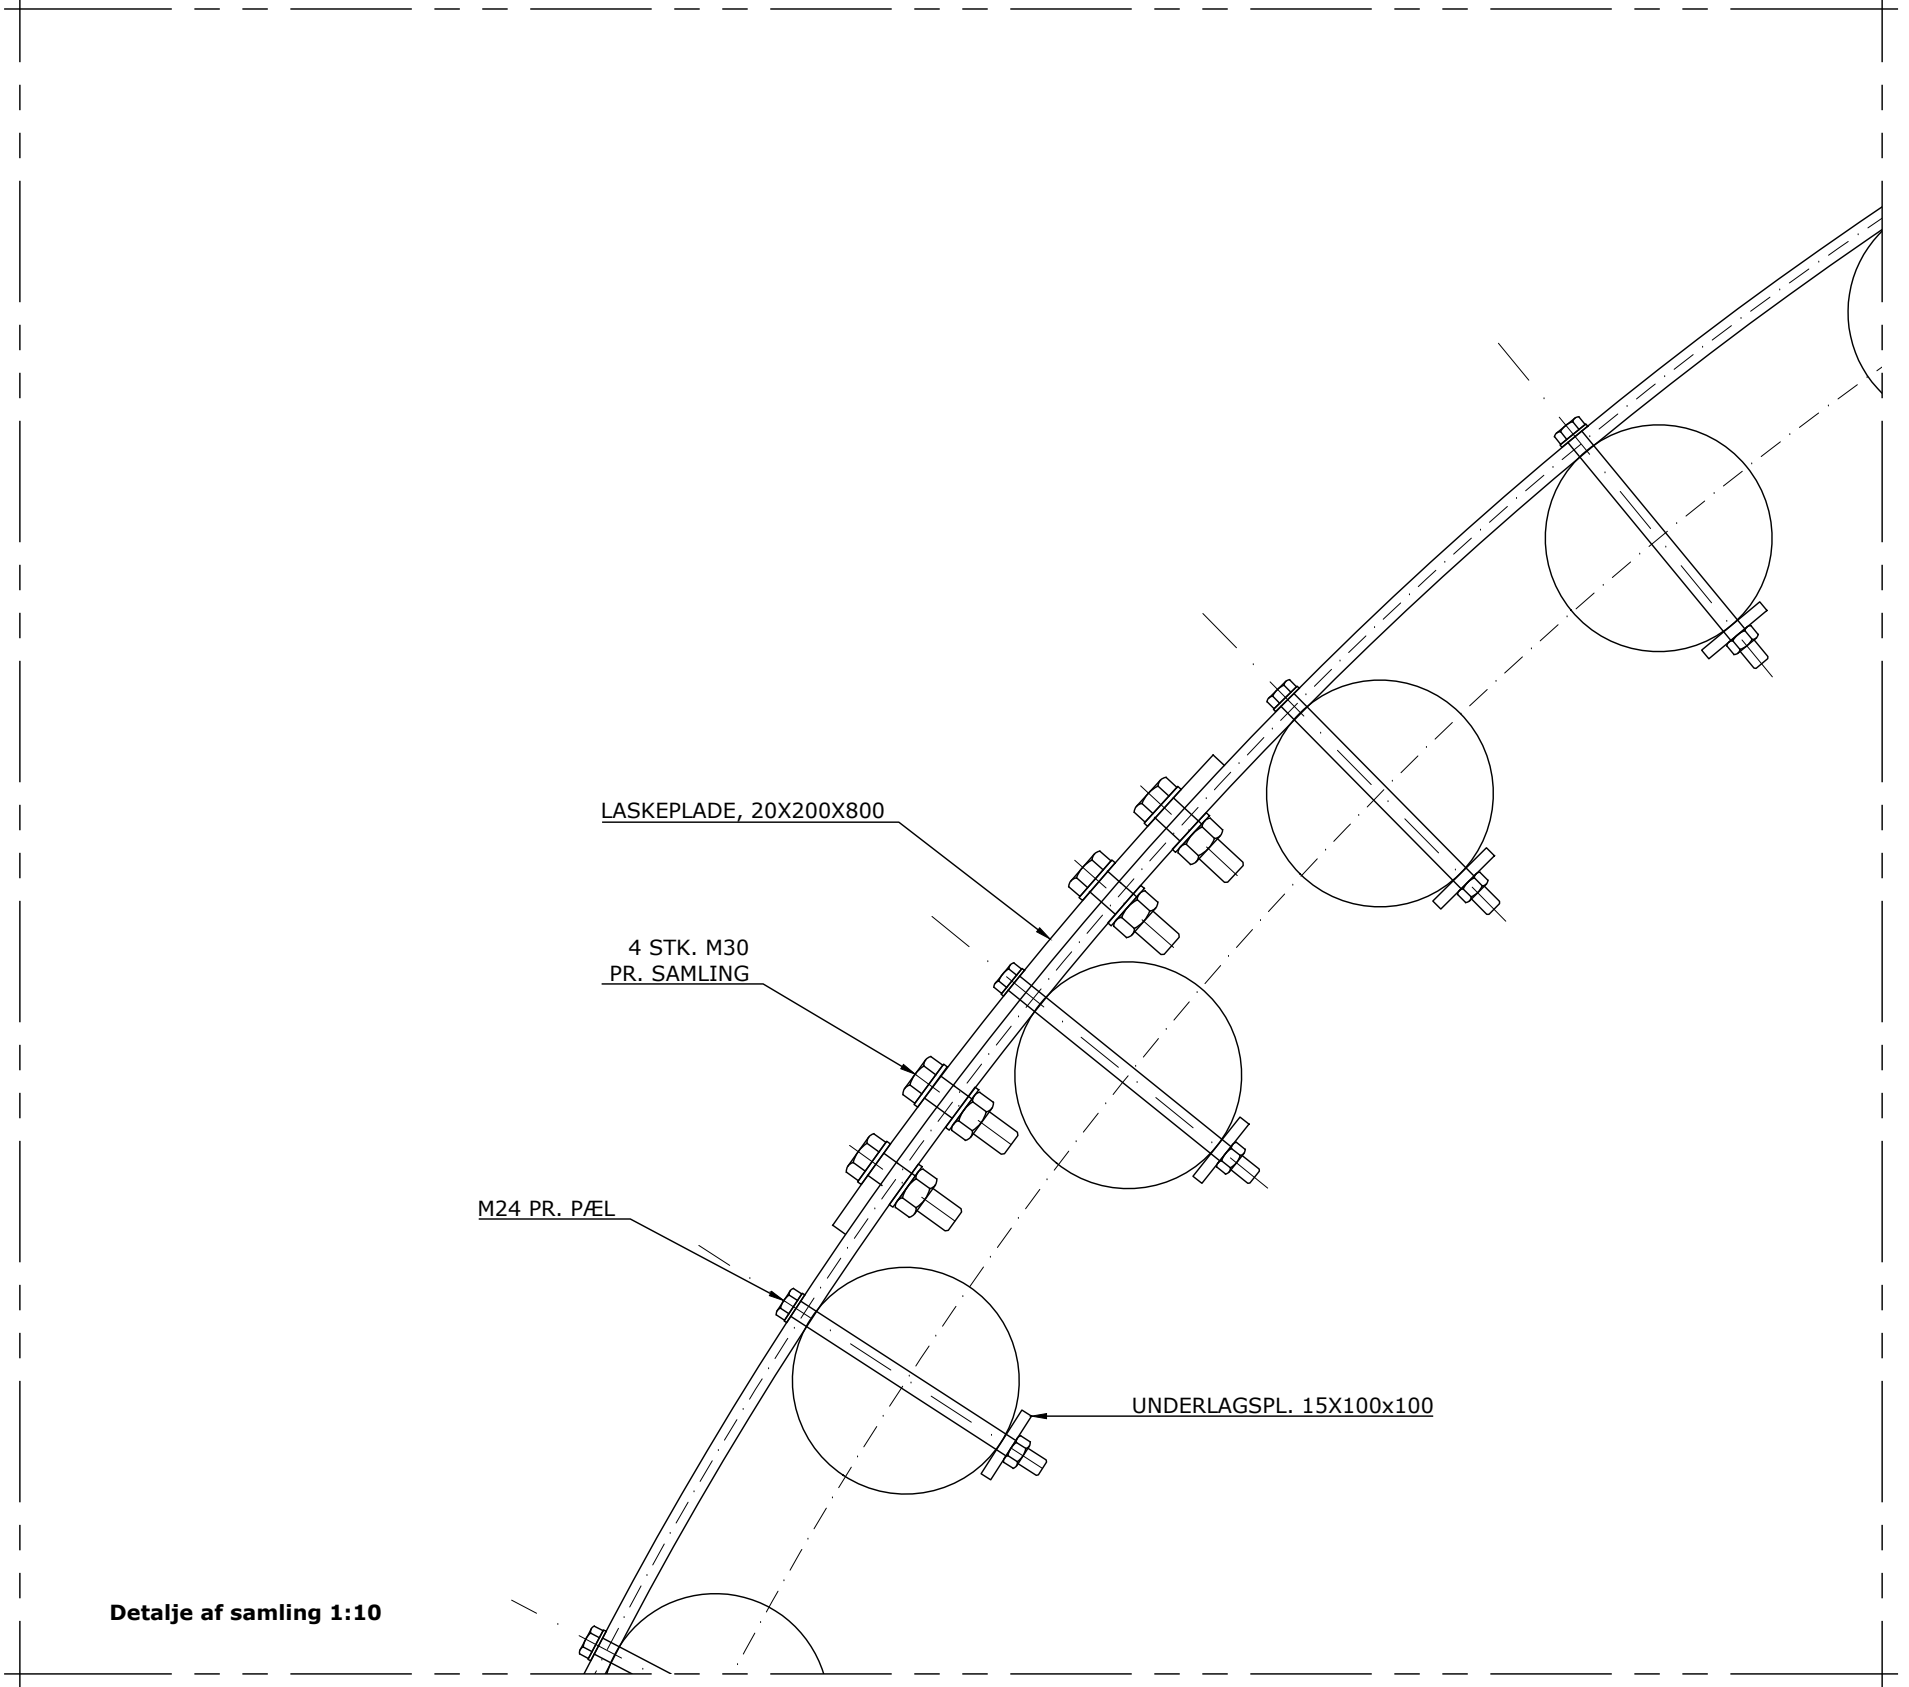 LASKEPLADE, 20X200X800
4 STK. M30
PR. SAMLING
M24 PR. PÆL
UNDERLAGSPL. 15X100x100
Detalje af samling 1:10